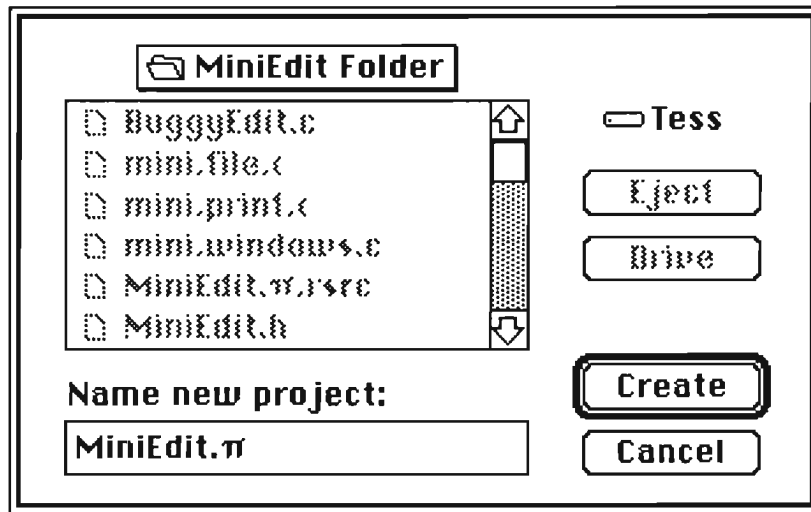 MiniEdit Folder
BuggyEdit.c
mini.file.c
mini.print.c
mini.windows.c
MiniEdit.π.rsrc
MiniEdit.h
Tess
Eject
Drive
Name new project:
MiniEdit.π
Create
Cancel